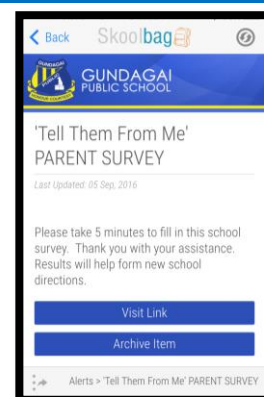 Back Skoolbag
GUNDAGAI
PUBLIC SCHOOL
'Tell Them From Me'
PARENT SURVEY
Last Updated: 05 Sep, 2016
Please take 5 minutes to fill in this school
survey. Thank you with your assistance.
Results will help form new school
directions.
Visit Link
Archive Item
Alerts > 'Tell Them From Me' PARENT SURVEY